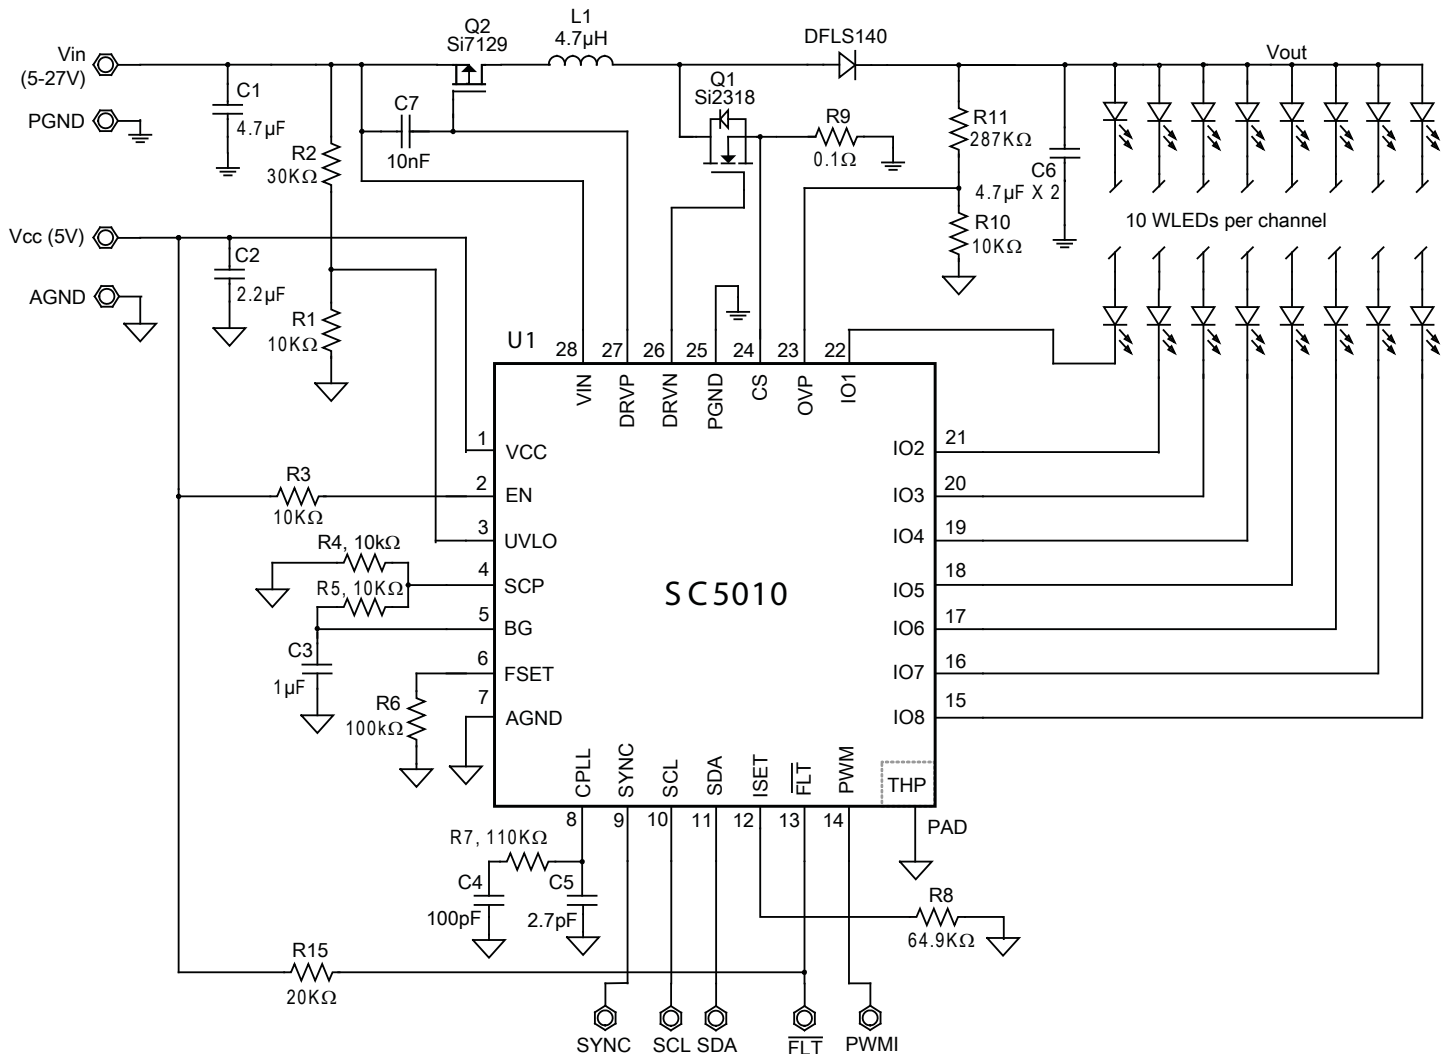 Q2
Si7129
L1
4.7µH
DFLS140
Vin
(5-27V)
Vout
PGND
C1
4.7µF
C7
10nF
Q1
Si2318
R9
0.1Ω
R11
287KΩ
R2
30KΩ
C6
4.7µF X 2
10 WLEDs per channel
R10
10KΩ
Vcc (5V)
C2
2.2µF
AGND
R1
10KΩ
U1
28
27
26
25
24
23
22
VIN
DRVP
DRVN
PGND
CS
OVP
IO1
1
VCC
2
EN
3
UVLO
4
SCP
5
BG
6
FSET
7
AGND
R3
10KΩ
R4, 10kΩ
R5, 10KΩ
C3
1µF
R6
100kΩ
SC5010
IO2
21
IO3
20
IO4
19
IO5
18
IO6
17
IO7
16
IO8
15
CPLL
SYNC
SCL
SDA
ISET
FLT
PWM
THP
8
9
10
11
12
13
14
PAD
R7, 110KΩ
C4
100pF
C5
2.7pF
R8
64.9KΩ
R15
20KΩ
SYNC
SCL
SDA
FLT
PWMI